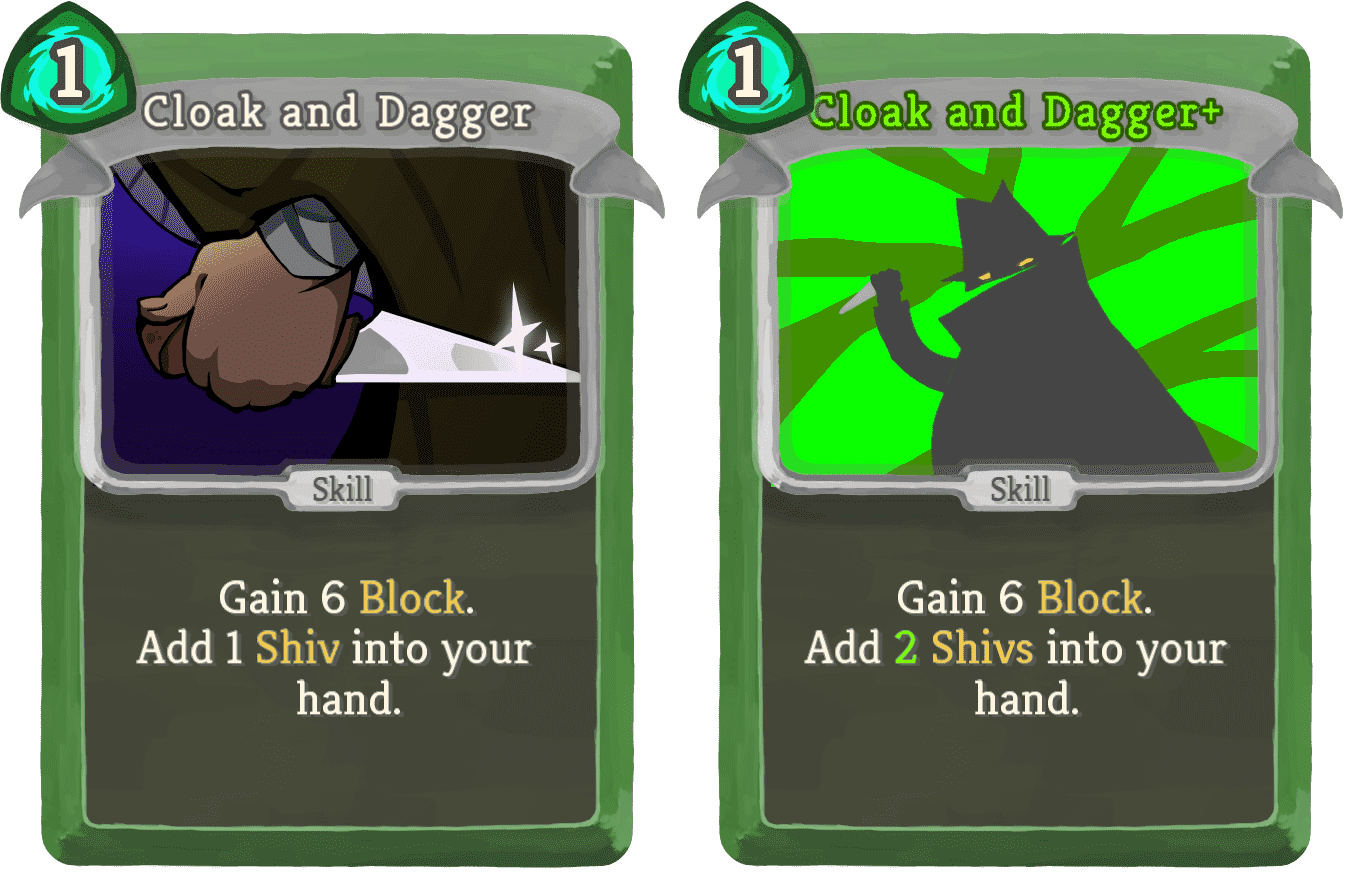 1
Cloak and Dagger
Skill
Gain 6 Block.
Add 1 Shiv into your
hand.
1
Cloak and Dagger+
Skill
Gain 6 Block.
Add 2 Shivs into your
hand.